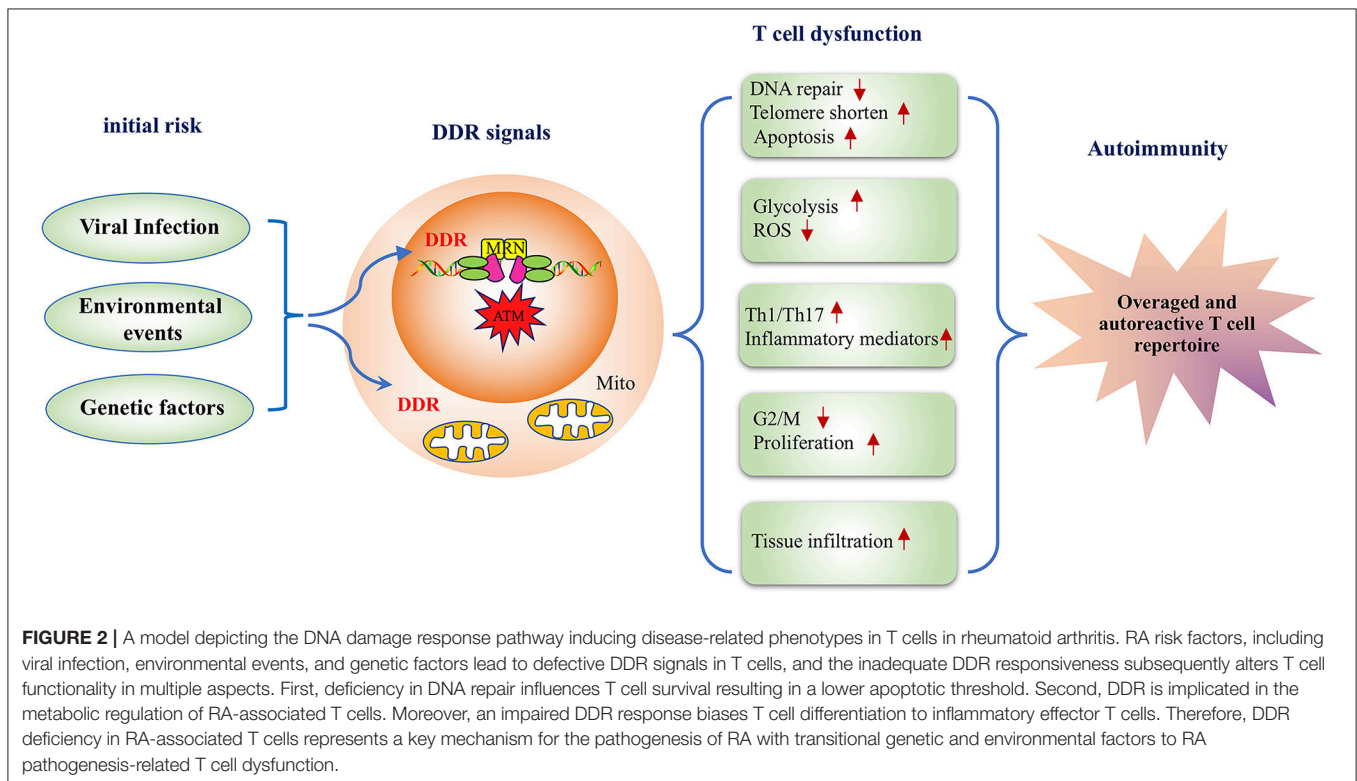 initial risk
Viral Infection
Environmental
events
Genetic factors
DDR signals
DDR
MRN
ATM
DDR
Mito
T cell dysfunction
DNA repair
Telomere shorten
Apoptosis
Glycolysis
ROS
Th1/Th17
Inflammatory mediators
G2/M
Proliferation
Tissue infiltration
Autoimmunity
Overaged and
autoreactive T cell
repertoire
FIGURE 2 | A model depicting the DNA damage response pathway inducing disease-related phenotypes in T cells in rheumatoid arthritis. RA risk factors, including
viral infection, environmental events, and genetic factors lead to defective DDR signals in T cells, and the inadequate DDR responsiveness subsequently alters T cell
functionality in multiple aspects. First, deficiency in DNA repair influences T cell survival resulting in a lower apoptotic threshold. Second, DDR is implicated in the
metabolic regulation of RA-associated T cells. Moreover, an impaired DDR response biases T cell differentiation to inflammatory effector T cells. Therefore, DDR
deficiency in RA-associated T cells represents a key mechanism for the pathogenesis of RA with transitional genetic and environmental factors to RA
pathogenesis-related T cell dysfunction.